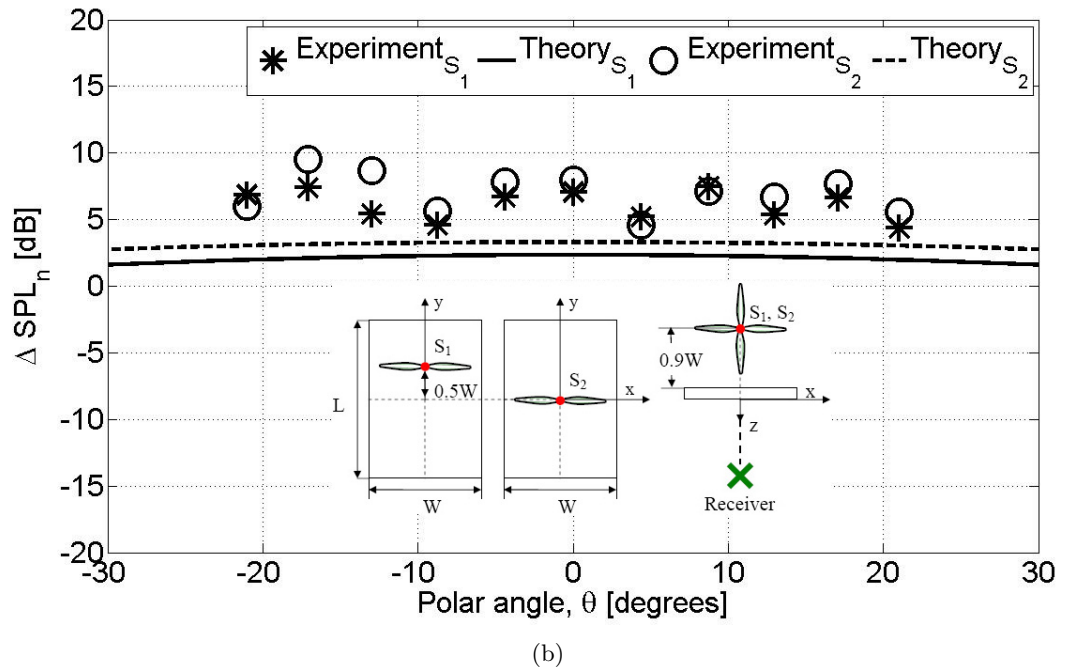 20
Experiment S1 Theory S1 Experiment S2 Theory S2
15
10
5
0
-5
-10
-15
-20
Δ SPLn [dB]
y y
S1, S2
S1
0.9W
0.5W S2 x x
L
z
W W Receiver
-30 -20 -10 0 10 20 30
Polar angle, θ [degrees]
(b)